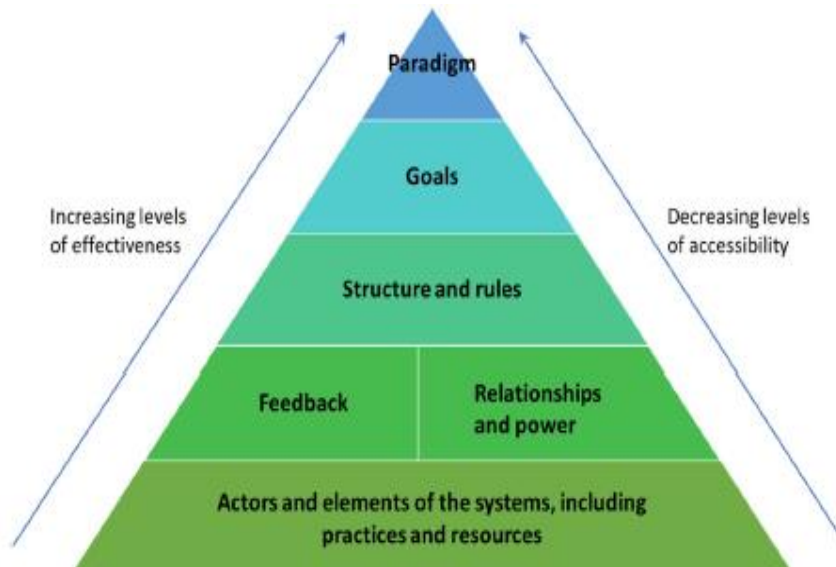 Paradigm
Goals
Increasing levels
of effectiveness
Decreasing levels
of accessibility
Structure and rules
Feedback
Relationships
and power
Actors and elements of the systems, including
practices and resources